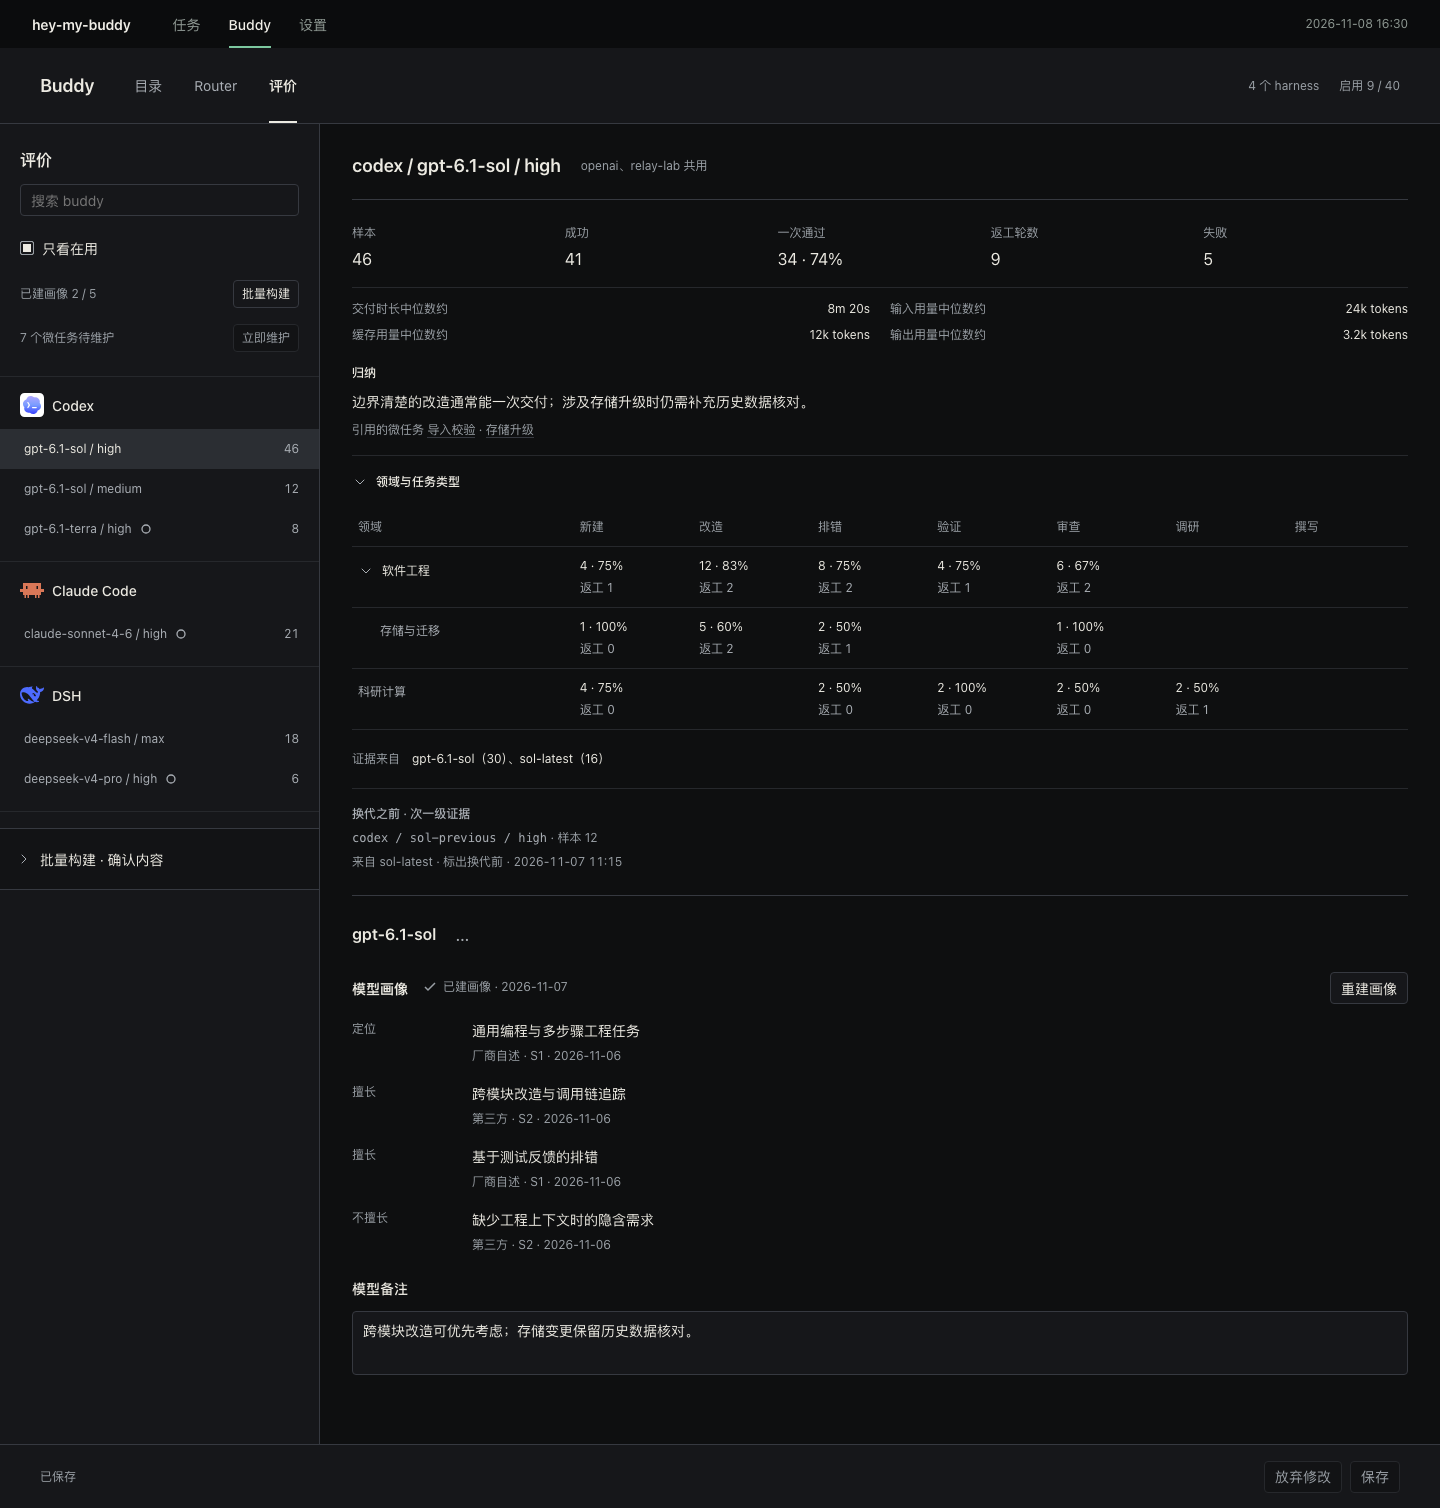 hey-my-buddy 任务 Buddy 设置 2026-11-08 16:30
Buddy 目录 Router 评价 4 个 harness 启用 9 / 40
评价
搜索 buddy
只看在用
已建画像 2 / 5 批量构建
7 个微任务待维护 立即维护
Codex
gpt-6.1-sol / high 46
gpt-6.1-sol / medium 12
gpt-6.1-terra / high 8
Claude Code
claude-sonnet-4-6 / high 21
DSH
deepseek-v4-flash / max 18
deepseek-v4-pro / high 6
批量构建 · 确认内容
codex / gpt-6.1-sol / high openai、relay-lab 共用
样本 成功 一次通过 返工轮数 失败
46 41 34 · 74% 9 5
交付时长中位数约 8m 20s 输入用量中位数约 24k tokens
缓存用量中位数约 12k tokens 输出用量中位数约 3.2k tokens
归纳
边界清楚的改造通常能一次交付；涉及存储升级时仍需补充历史数据核对。
引用的微任务 导入校验 · 存储升级
领域与任务类型
领域 新建 改造 排错 验证 审查 调研 撰写
软件工程 4 · 75% 12 · 83% 8 · 75% 4 · 75% 6 · 67%
返工 1 返工 2 返工 2 返工 1 返工 2
存储与迁移 1 · 100% 5 · 60% 2 · 50% 1 · 100%
返工 0 返工 2 返工 1 返工 0
科研计算 4 · 75% 2 · 50% 2 · 100% 2 · 50% 2 · 50%
返工 0 返工 0 返工 0 返工 0 返工 1
证据来自 gpt-6.1-sol（30）、sol-latest（16）
换代之前 · 次一级证据
codex / sol-previous / high · 样本 12
来自 sol-latest · 标出换代前 · 2026-11-07 11:15
gpt-6.1-sol ...
模型画像 已建画像 · 2026-11-07 重建画像
定位 通用编程与多步骤工程任务
厂商自述 · S1 · 2026-11-06
擅长 跨模块改造与调用链追踪
第三方 · S2 · 2026-11-06
擅长 基于测试反馈的排错
厂商自述 · S1 · 2026-11-06
不擅长 缺少工程上下文时的隐含需求
第三方 · S2 · 2026-11-06
模型备注
跨模块改造可优先考虑；存储变更保留历史数据核对。
已保存 放弃修改 保存